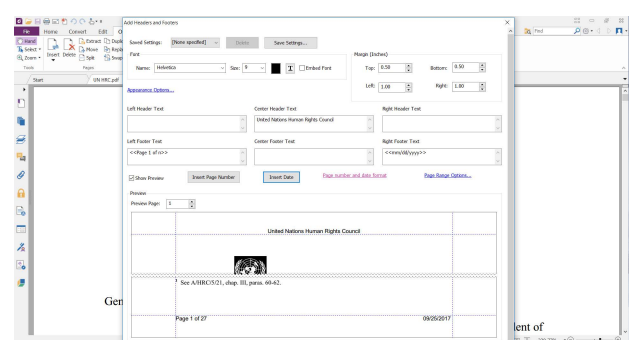 File Home Convert Edit O
Find
Hand
Select
Zoom
Insert Delete
Extract Dupl
Move Repla
Split Swap
Tools
Pages
Start
UN HRC.pdf
Add Headers and Footers
Saved Settings: [None specified] Delete Save Settings...
Font
Name: Helvetica Size: 9 T Embed Font
Margin (Inches)
Top: 0.50 Bottom: 0.50
Left: 1.00 Right: 1.00
Appearance Options...
Left Header Text Center Header Text Right Header Text
United Nations Human Rights Council
Left Footer Text Center Footer Text Right Footer Text
<<Page 1 of n>> <<mm/dd/yyyy>>
Show Preview Insert Page Number Insert Date Page number and date format Page Range Options...
Preview
Preview Page: 1
United Nations Human Rights Council
1 See A/HRC/5/21, chap. III, paras. 60-62.
Page 1 of 27 09/25/2017
Gen
lent of